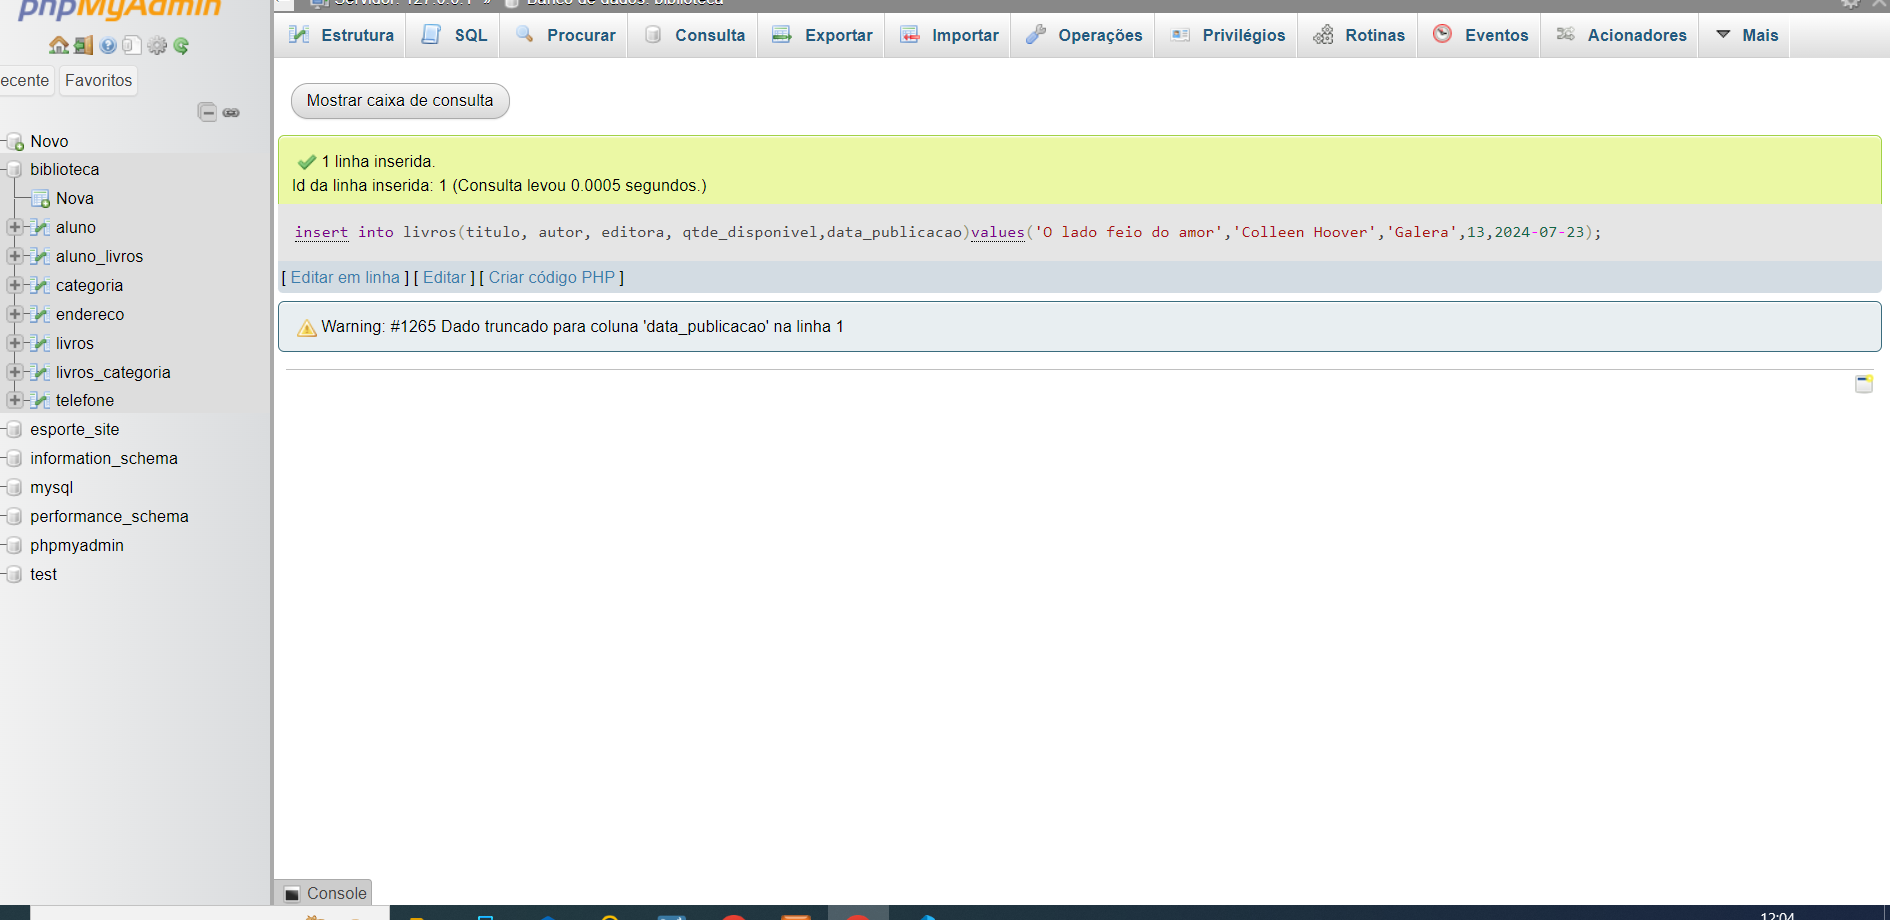 phpMyAdmin
Servidor: 127.0.0.1 » Banco de dados: biblioteca
Estrutura SQL Procurar Consulta Exportar Importar Operações Privilégios Rotinas Eventos Acionadores Mais
ecente Favoritos
Novo
biblioteca
Nova
aluno
aluno_livros
categoria
endereco
livros
livros_categoria
telefone
esporte_site
information_schema
mysql
performance_schema
phpmyadmin
test
Mostrar caixa de consulta
1 linha inserida.
Id da linha inserida: 1 (Consulta levou 0.0005 segundos.)
insert into livros(titulo, autor, editora, qtde_disponivel,data_publicacao)values('O lado feio do amor','Colleen Hoover','Galera',13,2024-07-23);
[ Editar em linha ] [ Editar ] [ Criar código PHP ]
Warning: #1265 Dado truncado para coluna 'data_publicacao' na linha 1
Console
12:04